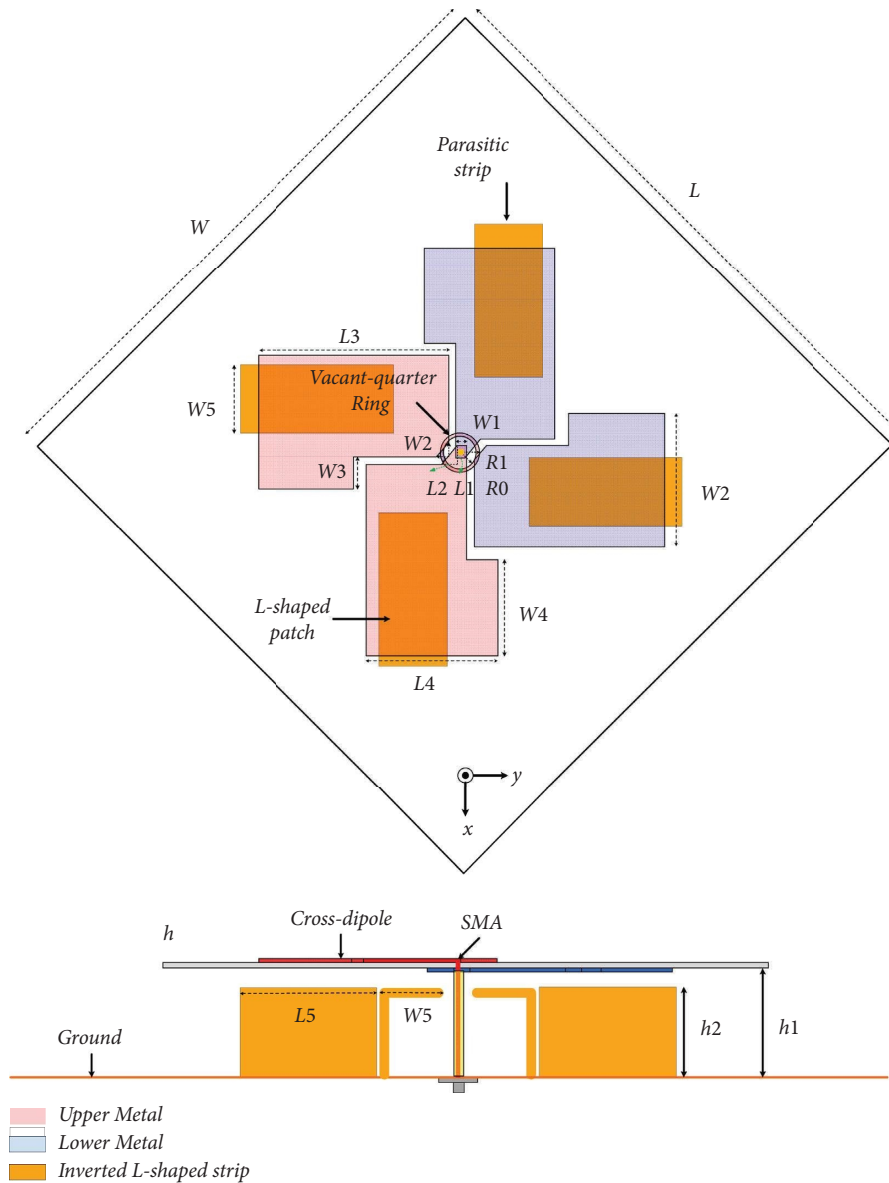 Parasitic
strip
W
L
L3
Vacant-quarter
Ring
W5
W1
W2
W3
R1
L2
L1
R0
W2
L-shaped
patch
W4
L4
y
x
Cross-dipole
SMA
h
L5
W5
h2
h1
Ground
Upper Metal
Lower Metal
Inverted L-shaped strip